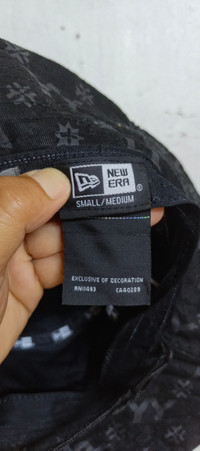 NEW
ERA®
SMALL/MEDIUM
EXCLUSIVE OF DECORATION